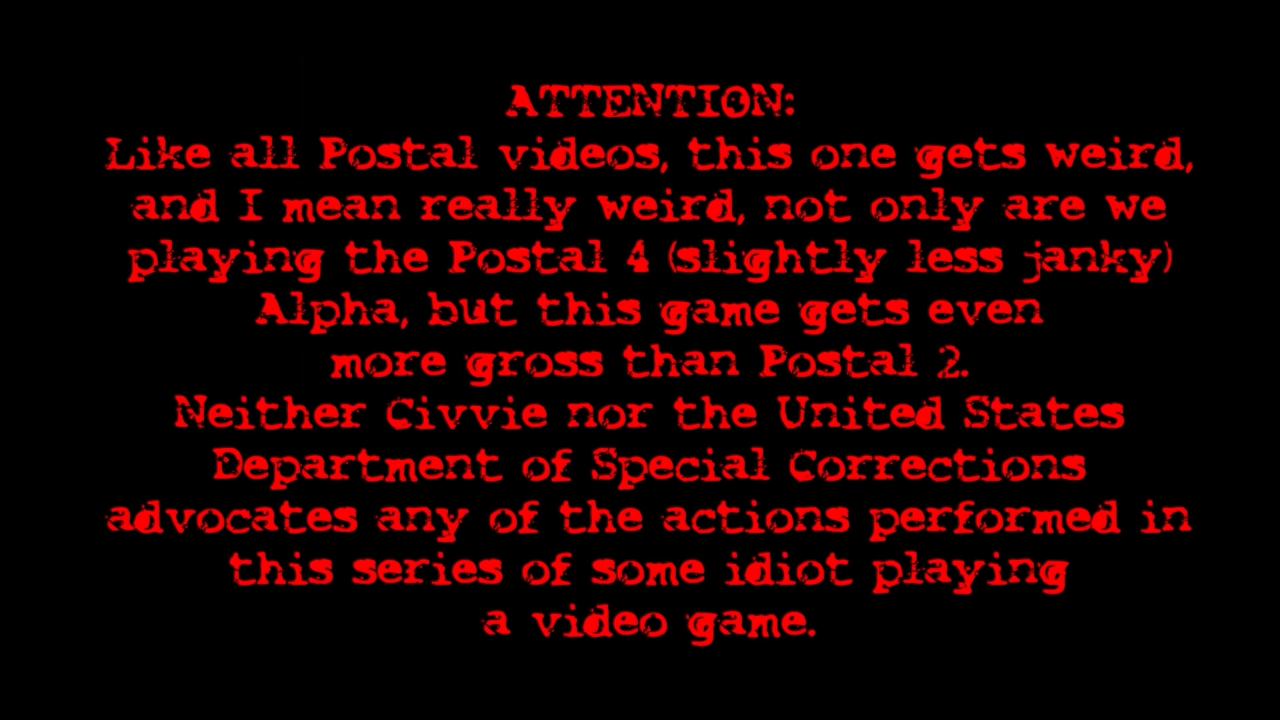 ATTENTION:
Like all Postal videos, this one gets weird,
and I mean really weird, not only are we
playing the Postal 4 (slightly less janky)
Alpha, but this game gets even
more gross than Postal 2.
Neither Civvie nor the United States
Department of Special Corrections
advocates any of the actions performed in
this series of some idiot playing
a video game.